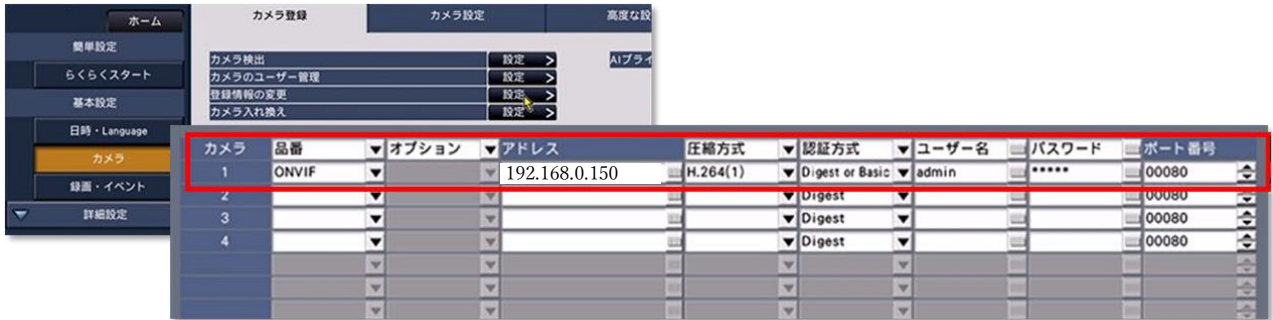 ホーム
カメラ登録 カメラ設定 高度な設
簡単設定
らくらくスタート
基本設定
日時・Language
カメラ
録画・イベント
詳細設定
カメラ検出 設定 > AIプライ
カメラのユーザー管理 設定 >
登録情報の変更 設定 >
カメラ入れ換え 設定 >
カメラ 品番 オプション アドレス 圧縮方式 認証方式 ユーザー名 パスワード ポート番号
1 ONVIF 192.168.0.150 H.264(1) Digest or Basic admin ***** 00080
2 Digest 00080
3 Digest 00080
4 Digest 00080